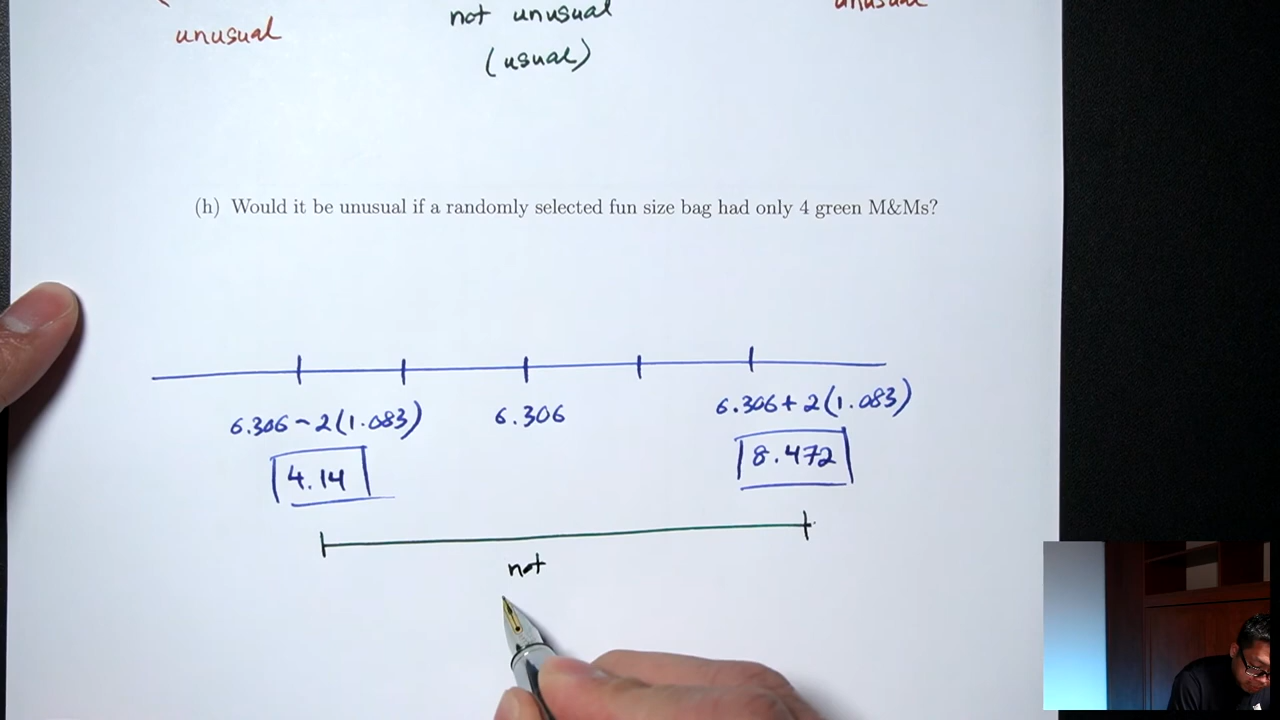 unusual
not unusual
(usual)
unusual
(h) Would it be unusual if a randomly selected fun size bag had only 4 green M&Ms?
6.306 - 2(1.083)
6.306
6.306 + 2(1.083)
4.14
8.472
not